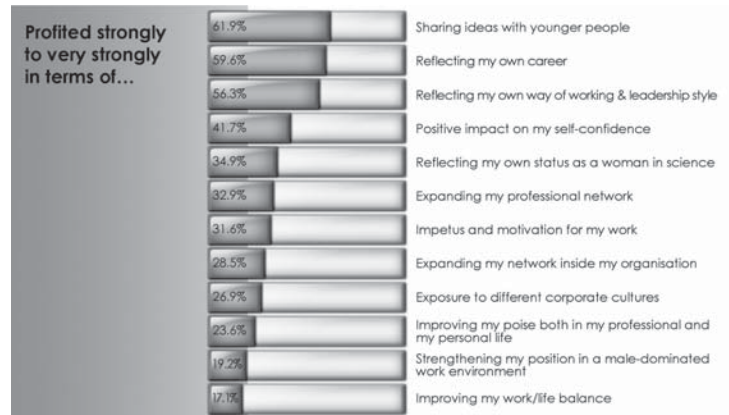 Profited strongly
to very strongly
in terms of...
61.9% Sharing ideas with younger people
59.6% Reflecting my own career
56.3% Reflecting my own way of working & leadership style
41.7% Positive impact on my self-confidence
34.9% Reflecting my own status as a woman in science
32.9% Expanding my professional network
31.6% Impetus and motivation for my work
28.5% Expanding my network inside my organisation
26.9% Exposure to different corporate cultures
23.6% Improving my poise both in my professional and
my personal life
19.2% Strengthening my position in a male-dominated
work environment
17.1% Improving my work/life balance